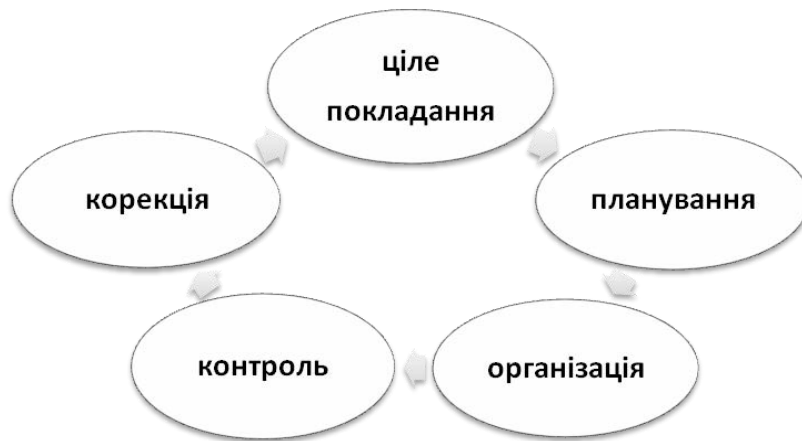 ціле
покладання
корекція
планування
контроль
організація